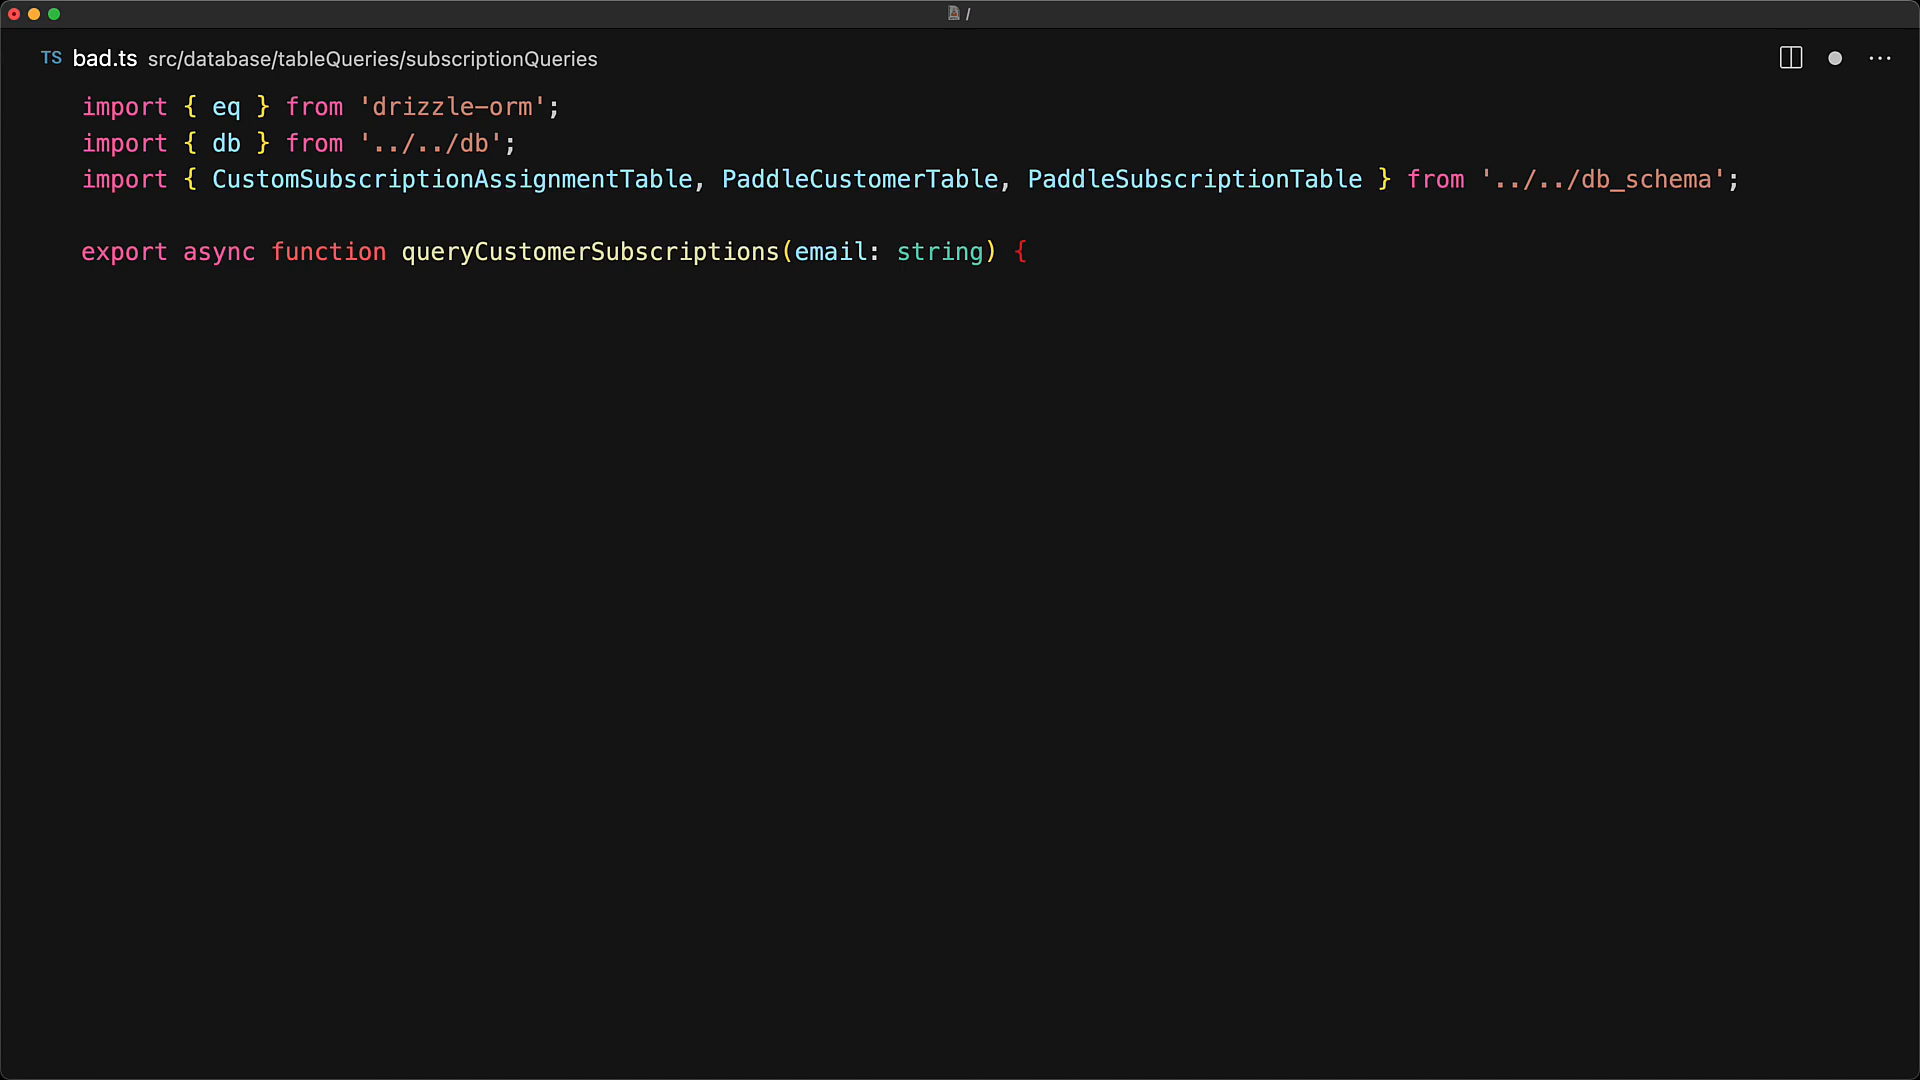 /
TS bad.ts src/database/tableQueries/subscriptionQueries
import { eq } from 'drizzle-orm';
import { db } from '../../db';
import { CustomSubscriptionAssignmentTable, PaddleCustomerTable, PaddleSubscriptionTable } from '../../db_schema';
export async function queryCustomerSubscriptions(email: string) {